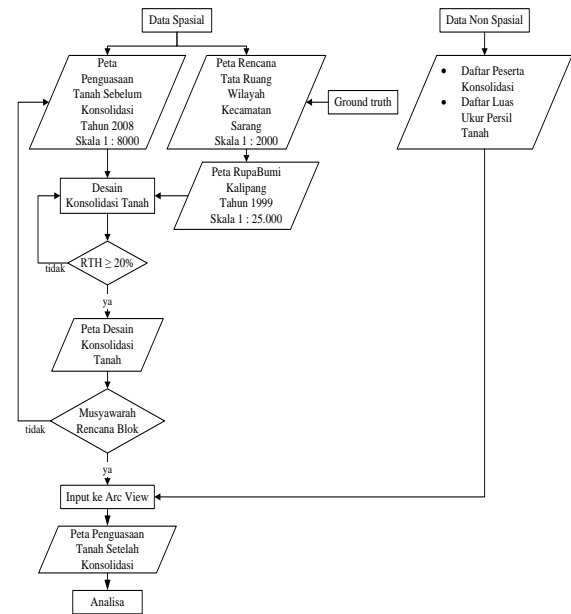 Data Spasial
Data Non Spasial
Peta
Penguasaan
Tanah Sebelum
Konsolidasi
Tahun 2008
Skala 1 : 8000
Peta Rencana
Tata Ruang
Wilayah
Kecamatan
Sarang
Skala 1 : 2000
Ground truth
• Daftar Peserta
Konsolidasi
• Daftar Luas
Ukur Persil
Tanah
Desain
Konsolidasi Tanah
Peta RupaBumi
Kalipang
Tahun 1999
Skala 1 : 25.000
RTH ≥ 20%
tidak
ya
Peta Desain
Konsolidasi
Tanah
Musyawarah
Rencana Blok
tidak
ya
Input ke Arc View
Peta Penguasaan
Tanah Setelah
Konsolidasi
Analisa